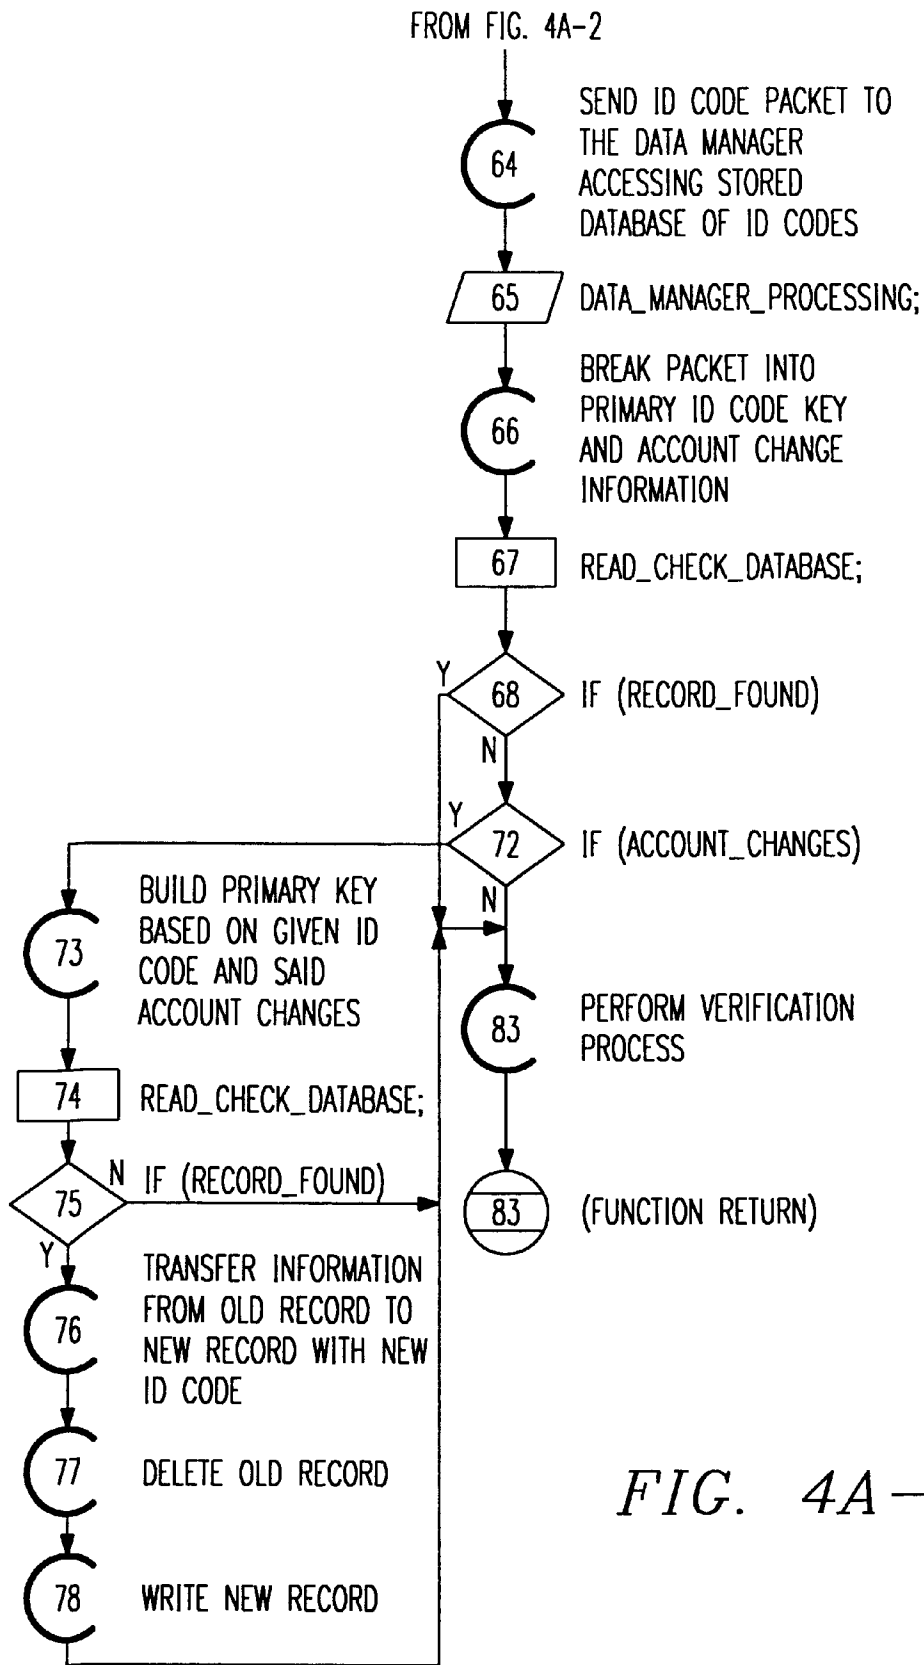 FROM FIG. 4A-2
64
SEND ID CODE PACKET TO
THE DATA MANAGER
ACCESSING STORED
DATABASE OF ID CODES
65
DATA_MANAGER_PROCESSING;
66
BREAK PACKET INTO
PRIMARY ID CODE KEY
AND ACCOUNT CHANGE
INFORMATION
67
READ_CHECK_DATABASE;
Y
68
IF (RECORD_FOUND)
N
Y
72
IF (ACCOUNT_CHANGES)
N
73
BUILD PRIMARY KEY
BASED ON GIVEN ID
CODE AND SAID
ACCOUNT CHANGES
83
PERFORM VERIFICATION
PROCESS
74
READ_CHECK_DATABASE;
75
N
IF (RECORD_FOUND)
Y
83
(FUNCTION RETURN)
76
TRANSFER INFORMATION
FROM OLD RECORD TO
NEW RECORD WITH NEW
ID CODE
77
DELETE OLD RECORD
78
WRITE NEW RECORD
FIG. 4A-